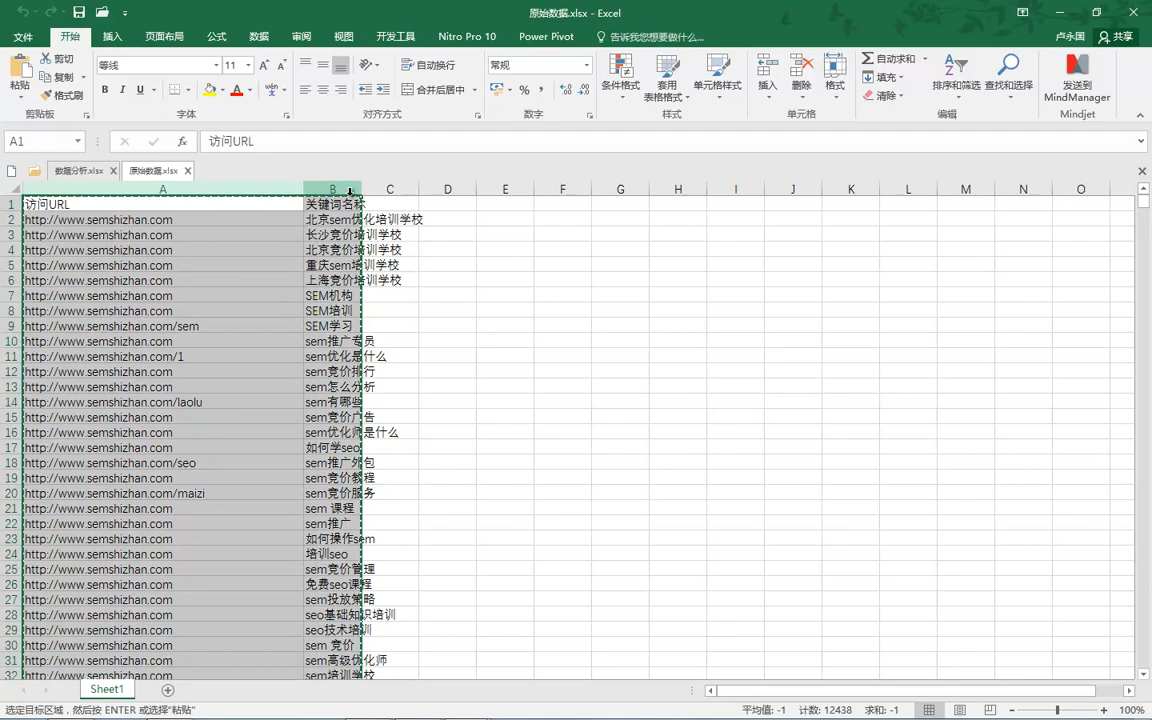 原始数据.xlsx - Excel
文件 开始 插入 页面布局 公式 数据 审阅 视图 开发工具 Nitro Pro 10 Power Pivot 告诉我您想要做什么... 卢永国 共享
粘贴 剪切 复制 格式刷 剪贴板
等线 11 B I U A 字体
自动换行 合并后居中 对齐方式
常规 % 数字
条件格式 套用表格格式 单元格样式 样式
插入 删除 格式 单元格
自动求和 填充 清除 排序和筛选 查找和选择 编辑
发送到 MindManager Mindjet
A1 fx 访问URL
数据分析.xlsx 原始数据.xlsx
A B C D E F G H I J K L M N O
1 访问URL 关键词名称
2 http://www.semshizhan.com 北京sem优化培训学校
3 http://www.semshizhan.com 长沙竞价培训学校
4 http://www.semshizhan.com 北京竞价培训学校
5 http://www.semshizhan.com 重庆sem培训学校
6 http://www.semshizhan.com 上海竞价培训学校
7 http://www.semshizhan.com SEM机构
8 http://www.semshizhan.com SEM培训
9 http://www.semshizhan.com/sem SEM学习
10 http://www.semshizhan.com sem推广专员
11 http://www.semshizhan.com/1 sem优化是什么
12 http://www.semshizhan.com sem竞价排行
13 http://www.semshizhan.com sem怎么分析
14 http://www.semshizhan.com/laolu sem有哪些
15 http://www.semshizhan.com sem竞价广告
16 http://www.semshizhan.com sem优化师是什么
17 http://www.semshizhan.com 如何学seo
18 http://www.semshizhan.com/seo sem推广外包
19 http://www.semshizhan.com sem竞价教程
20 http://www.semshizhan.com/maizi sem竞价服务
21 http://www.semshizhan.com sem 课程
22 http://www.semshizhan.com sem推广
23 http://www.semshizhan.com 如何操作sem
24 http://www.semshizhan.com 培训seo
25 http://www.semshizhan.com sem竞价管理
26 http://www.semshizhan.com 免费seo课程
27 http://www.semshizhan.com sem投放策略
28 http://www.semshizhan.com seo基础知识培训
29 http://www.semshizhan.com seo技术培训
30 http://www.semshizhan.com sem 竞价
31 http://www.semshizhan.com sem高级优化师
32 http://www.semshizhan.com sem培训学校
Sheet1
选定目标区域，然后按 ENTER 或选择"粘贴" 平均值: -1 计数: 12438 求和: -1 100%